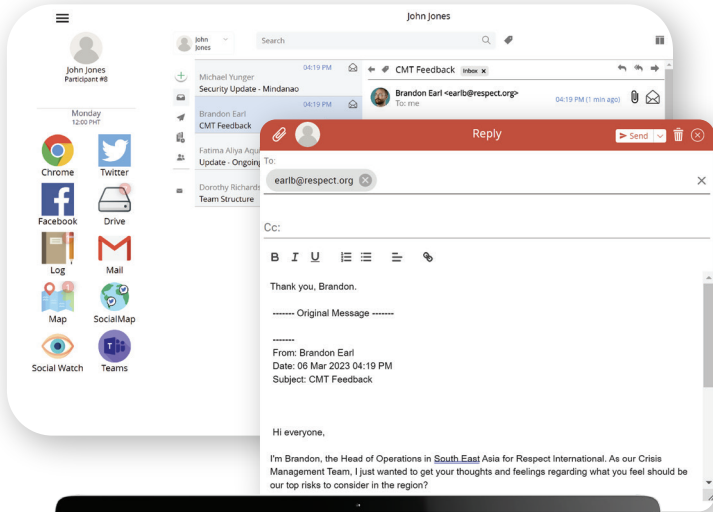 John Jones
John Jones
Participant #8
Monday
12:00 PHT
Chrome
Twitter
Facebook
Drive
Log
Mail
Map
SocialMap
Social Watch
Teams
John
Jones
Search
04:19 PM
Michael Yunger
Security Update - Mindanao
04:19 PM
Brandon Earl
CMT Feedback
Fatima Aliya Aqu
Update - Ongoing
Dorothy Richards
Team Structure
CMT Feedback Inbox x
Brandon Earl <earlb@respect.org>
To: me
04:19 PM (1 min ago)
Reply
Send
To:
earlb@respect.org
Cc:
B I U
Thank you, Brandon.
------- Original Message -------
-------
From: Brandon Earl
Date: 06 Mar 2023 04:19 PM
Subject: CMT Feedback
Hi everyone,
I'm Brandon, the Head of Operations in South East Asia for Respect International. As our Crisis
Management Team, I just wanted to get your thoughts and feelings regarding what you feel should be
our top risks to consider in the region?